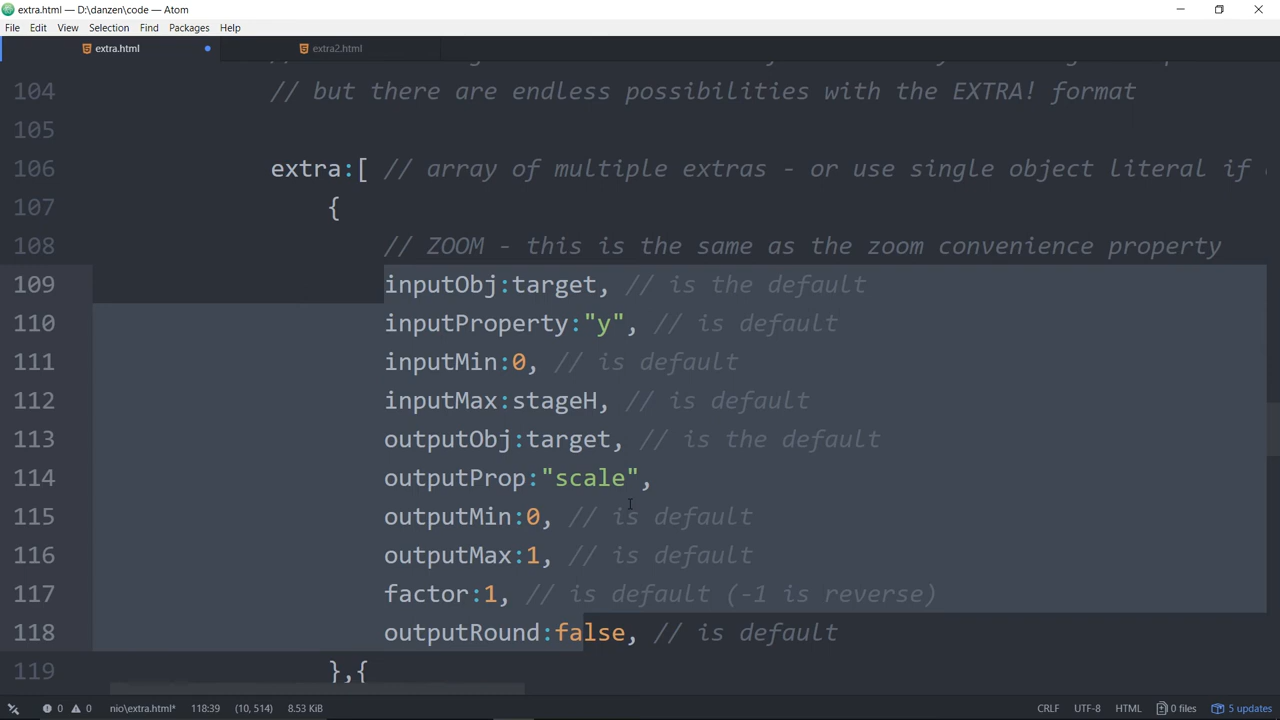 extra.html — D:\danzen\code — Atom
File Edit View Selection Find Packages Help
extra.html extra2.html
104 // but there are endless possibilities with the EXTRA! format
105
106 extra:[ // array of multiple extras - or use single object literal if
107 {
108 // ZOOM - this is the same as the zoom convenience property
109 inputObj:target, // is the default
110 inputProperty:"y", // is default
111 inputMin:0, // is default
112 inputMax:stageH, // is default
113 outputObj:target, // is the default
114 outputProp:"scale",
115 outputMin:0, // is default
116 outputMax:1, // is default
117 factor:1, // is default (-1 is reverse)
118 outputRound:false, // is default
119 },{
0 0 nio\extra.html* 118:39 (10, 514) 8.53 KiB CRLF UTF-8 HTML 0 files 5 updates